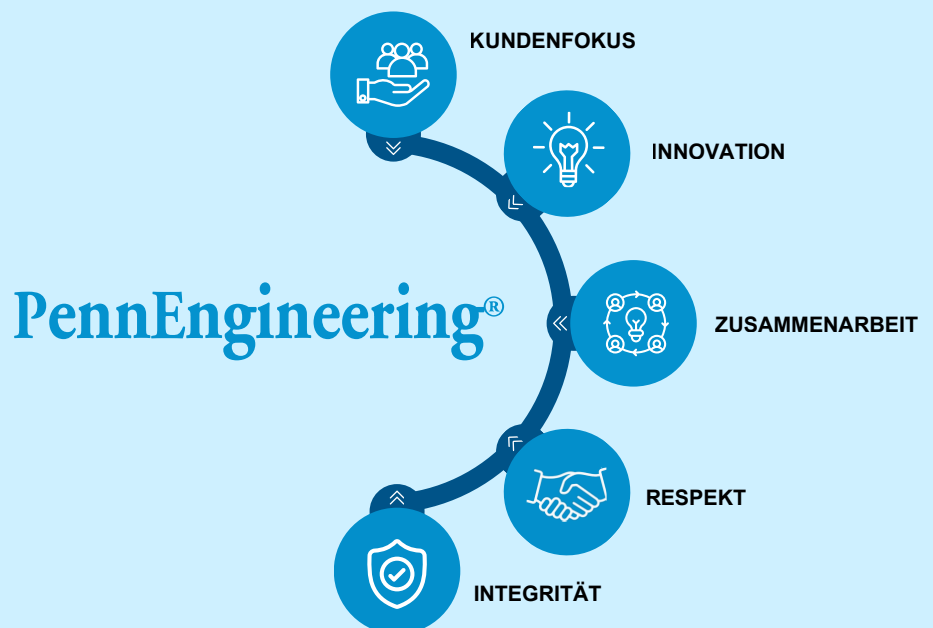 KUNDENFOKUS
INNOVATION
PennEngineering®
ZUSAMMENARBEIT
RESPEKT
INTEGRITÄT